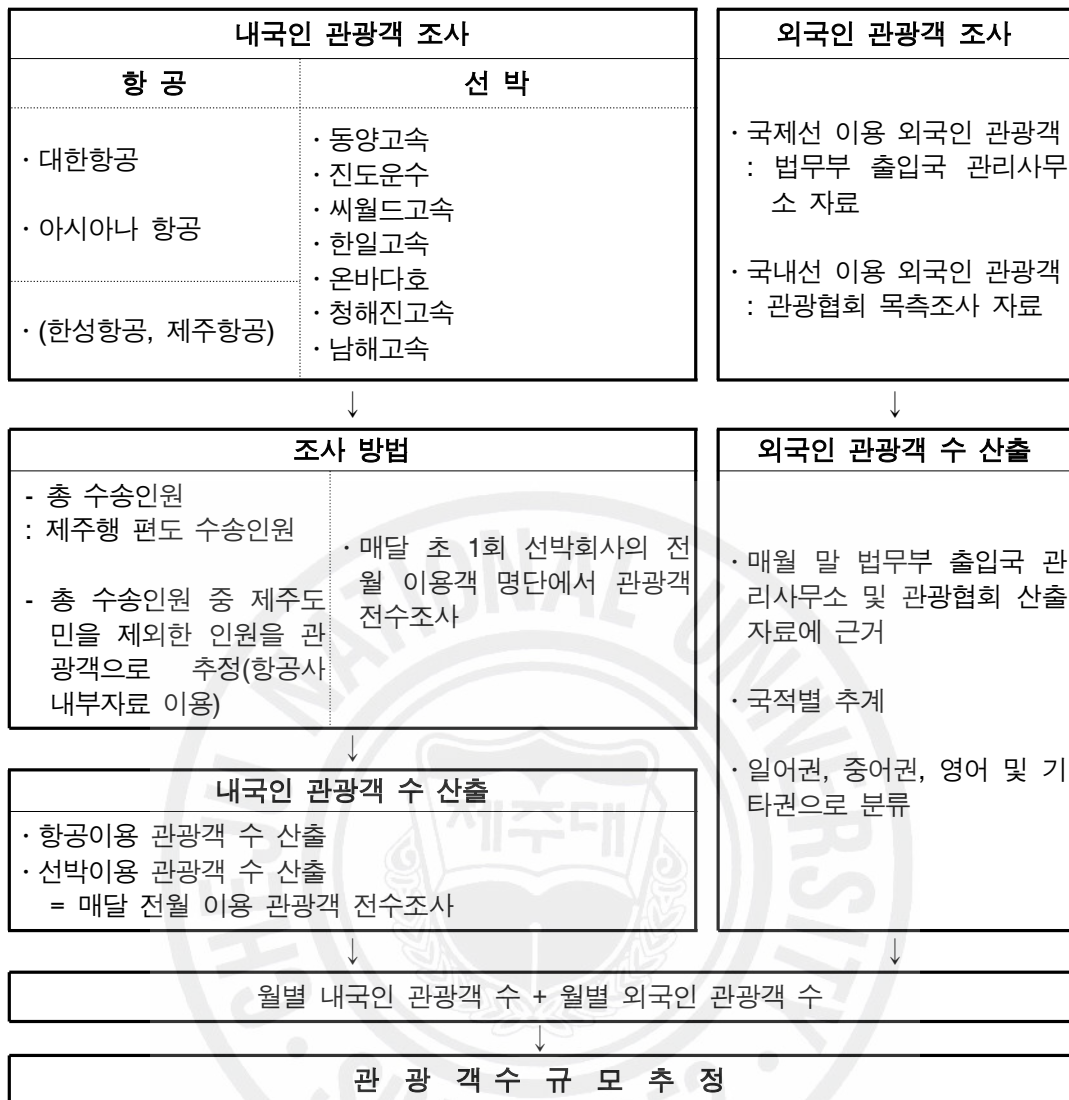 내국인 관광객 조사
항 공
선 박
· 대한항공
· 아시아나 항공
· (한성항공, 제주항공)
· 동양고속
· 진도운수
· 씨월드고속
· 한일고속
· 온바다호
· 청해진고속
· 남해고속
외국인 관광객 조사
· 국제선 이용 외국인 관광객
: 법무부 출입국 관리사무
소 자료
· 국내선 이용 외국인 관광객
: 관광협회 목측조사 자료
↓
↓
조사 방법
- 총 수송인원
: 제주행 편도 수송인원
- 총 수송인원 중 제주도
민을 제외한 인원을 관
광객으로 추정(항공사
내부자료 이용)
· 매달 초 1회 선박회사의 전
월 이용객 명단에서 관광객
전수조사
외국인 관광객 수 산출
· 매월 말 법무부 출입국 관
리사무소 및 관광협회 산출
자료에 근거
· 국적별 추계
· 일어권, 중어권, 영어 및 기
타권으로 분류
↓
내국인 관광객 수 산출
· 항공이용 관광객 수 산출
· 선박이용 관광객 수 산출
= 매달 전월 이용 관광객 전수조사
↓
↓
월별 내국인 관광객 수 + 월별 외국인 관광객 수
↓
관 광 객 수 규 모 추 정
제주대
NATIONAL UNIVERSITY